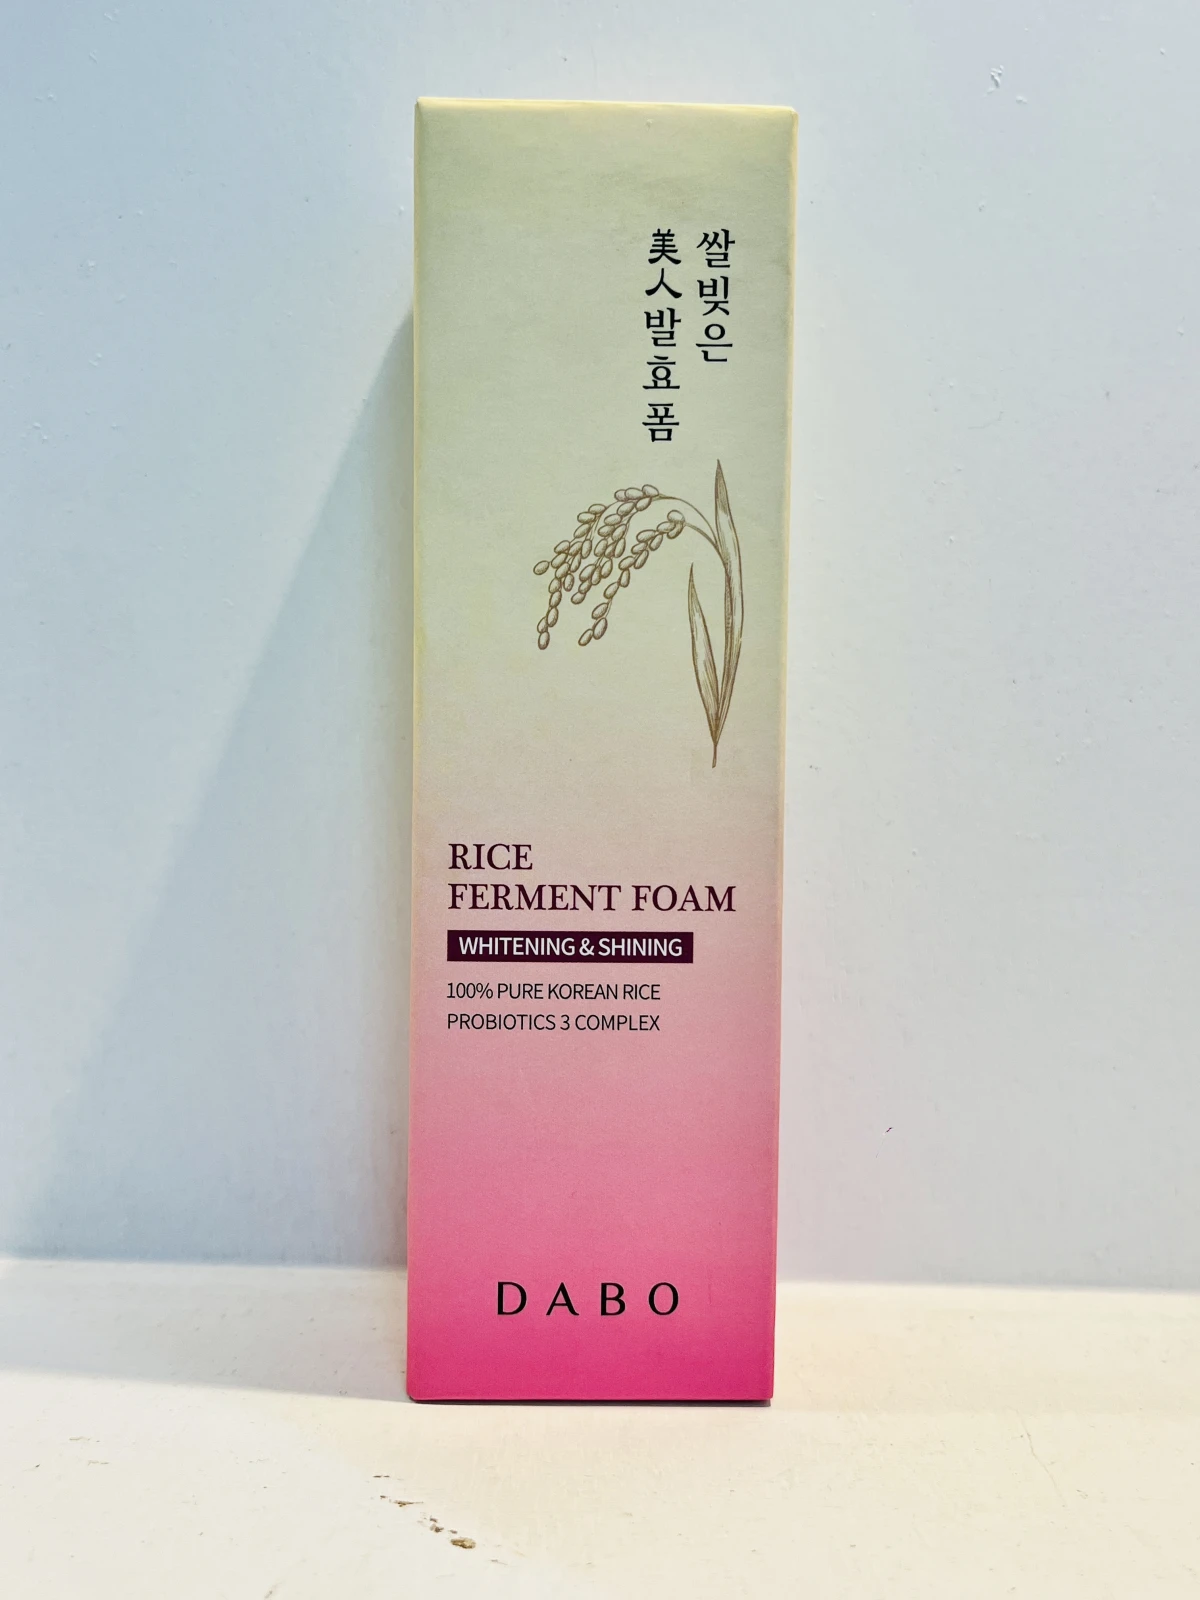 쌀빚은
美人발효 폼
RICE
FERMENT FOAM
WHITENING & SHINING
100% PURE KOREAN RICE
PROBIOTICS 3 COMPLEX
DABO